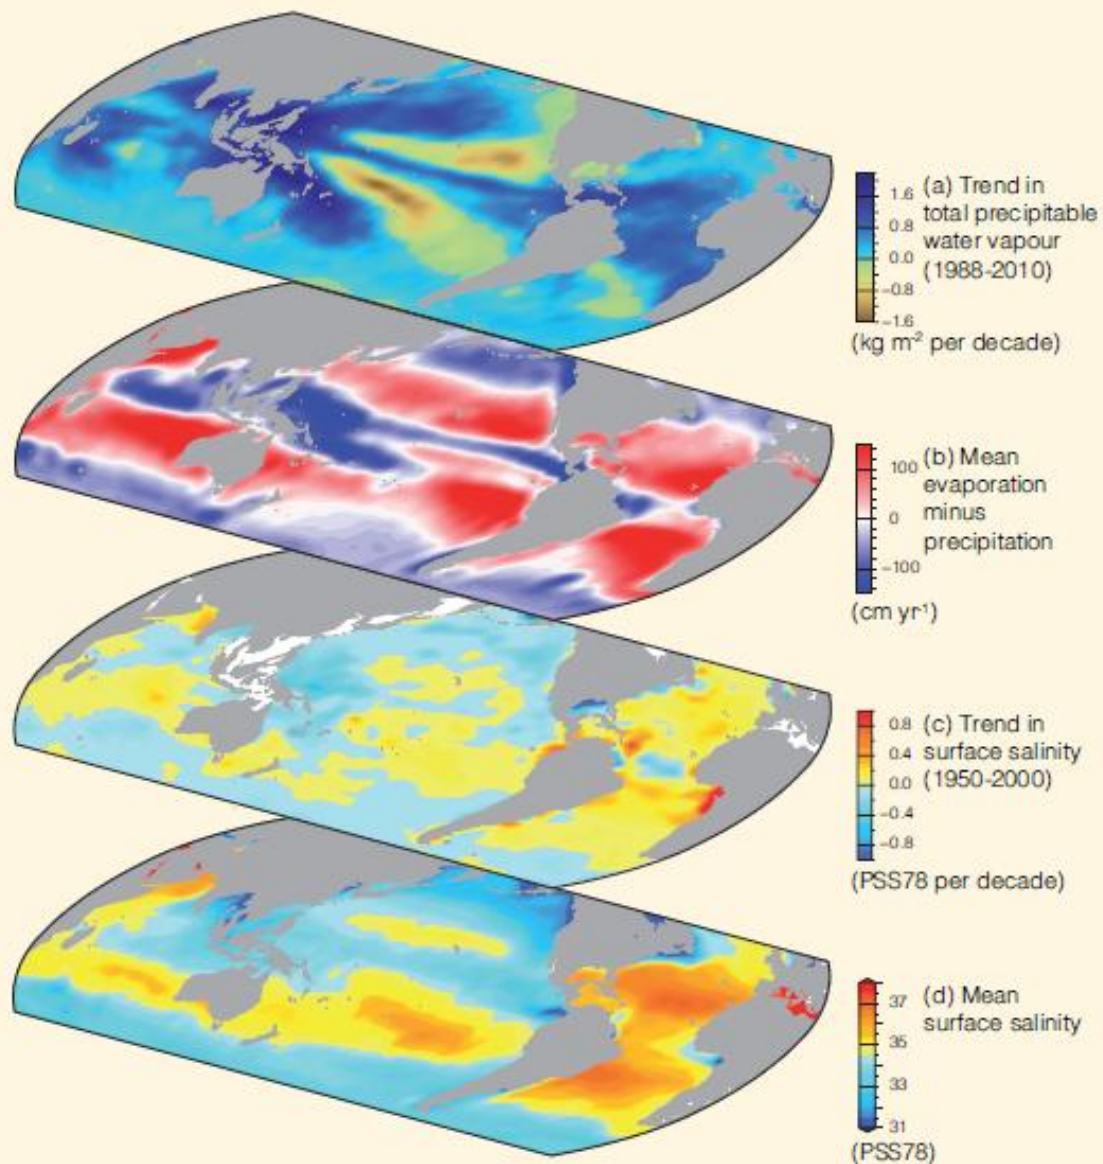 1.6
0.8
0.0
−0.8
−1.6
(a) Trend in
total precipitable
water vapour
(1988-2010)
(kg m⁻² per decade)
100
0
−100
(b) Mean
evaporation
minus
precipitation
(cm yr⁻¹)
0.8
0.4
0.0
−0.4
−0.8
(c) Trend in
surface salinity
(1950-2000)
(PSS78 per decade)
37
35
33
31
(d) Mean
surface salinity
(PSS78)